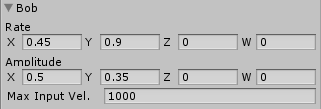 Bob
Rate
X 0.45 Y 0.9 Z 0 W 0
Amplitude
X 0.5 Y 0.35 Z 0 W 0
Max Input Vel. 1000